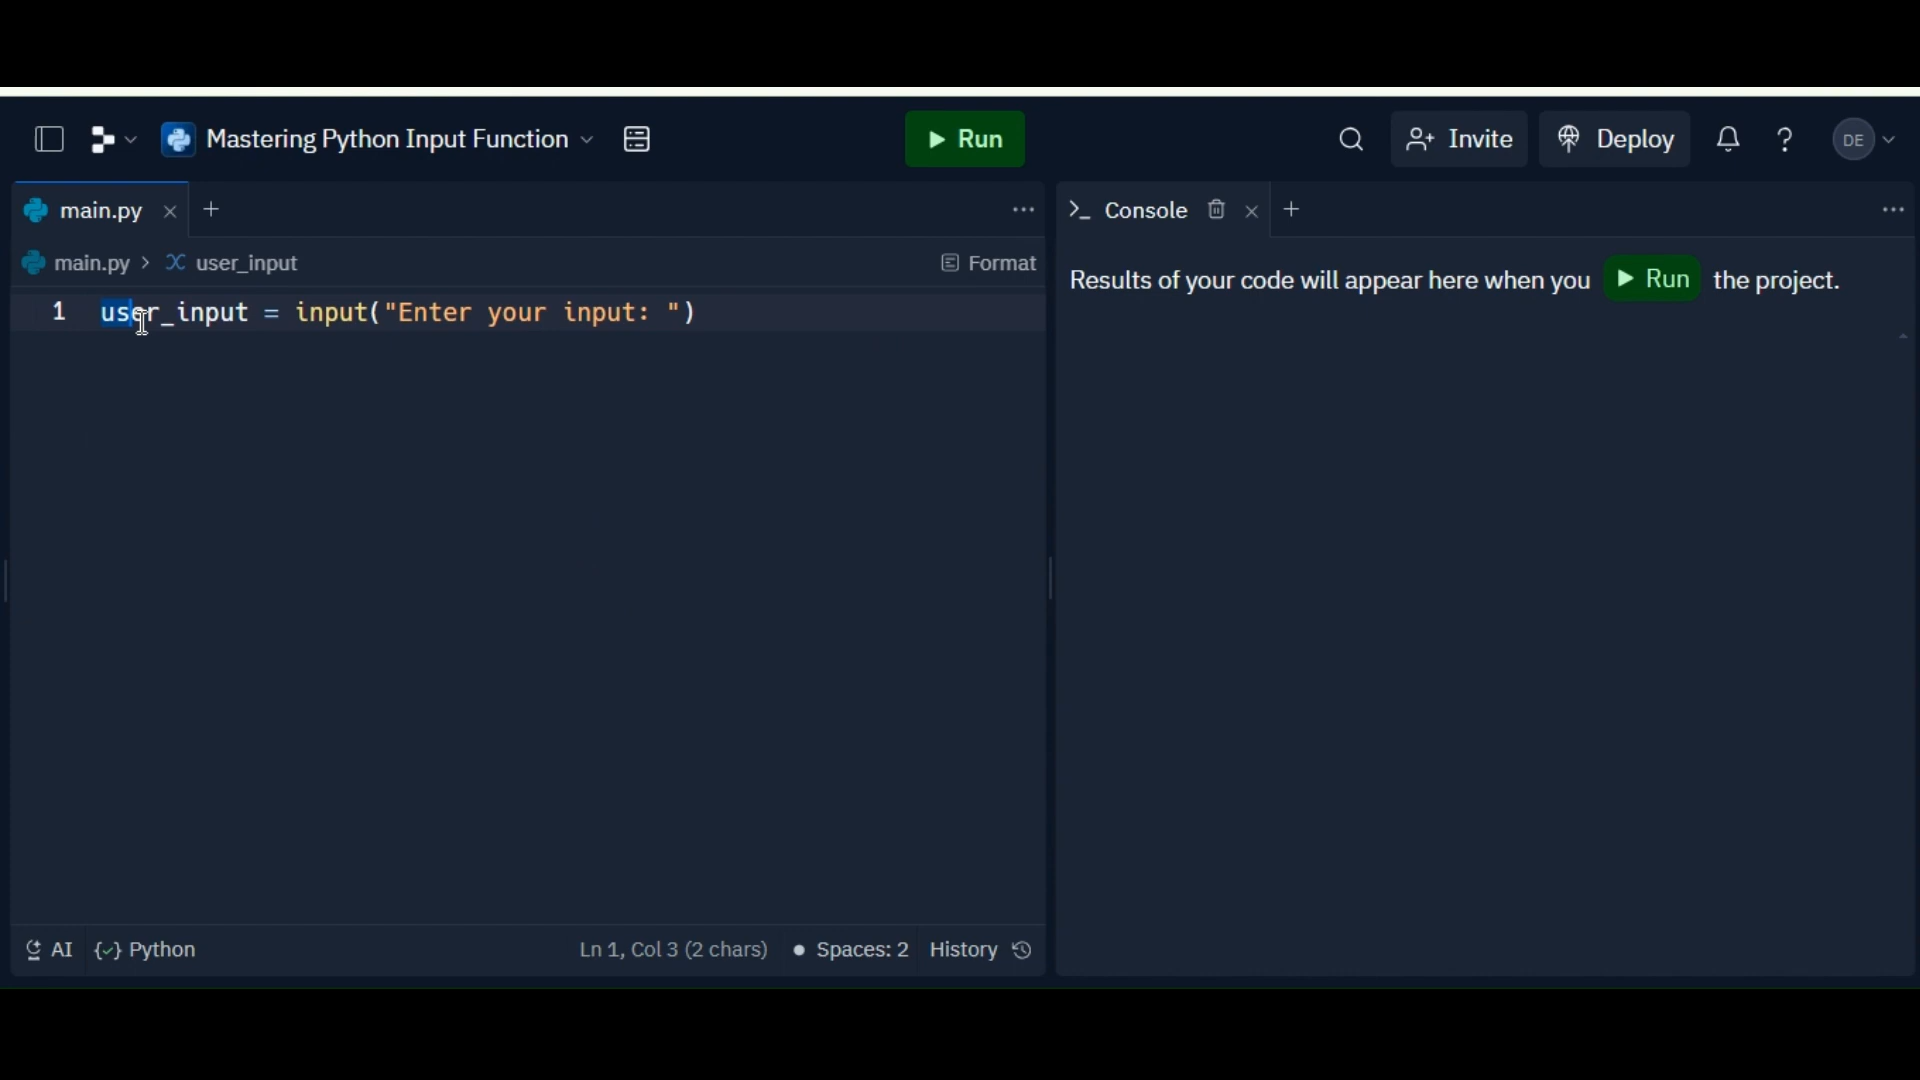 Mastering Python Input Function
Run
Invite
Deploy
DE
main.py
Console
main.py > user_input
Format
Results of your code will appear here when you Run the project.
1 user_input = input("Enter your input: ")
AI
Python
Ln 1, Col 3 (2 chars)
Spaces: 2
History